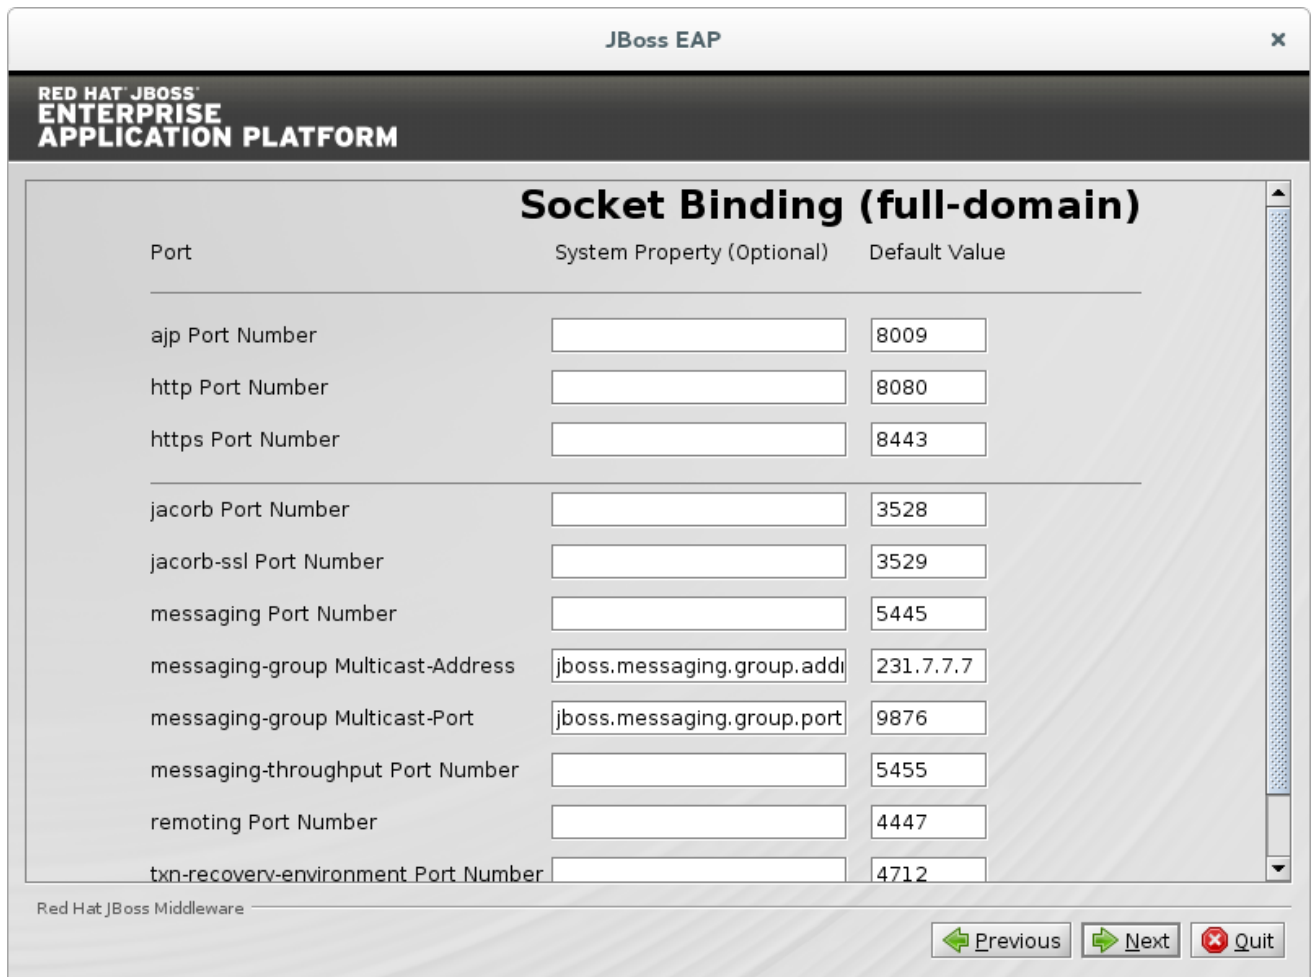 JBoss EAP
RED HAT JBOSS
ENTERPRISE
APPLICATION PLATFORM
Socket Binding (full-domain)
Port System Property (Optional) Default Value
ajp Port Number 8009
http Port Number 8080
https Port Number 8443
jacorb Port Number 3528
jacorb-ssl Port Number 3529
messaging Port Number 5445
messaging-group Multicast-Address jboss.messaging.group.addr 231.7.7.7
messaging-group Multicast-Port jboss.messaging.group.port 9876
messaging-throughput Port Number 5455
remoting Port Number 4447
txn-recovery-environment Port Number 4712
Red Hat JBoss Middleware
Previous Next Quit